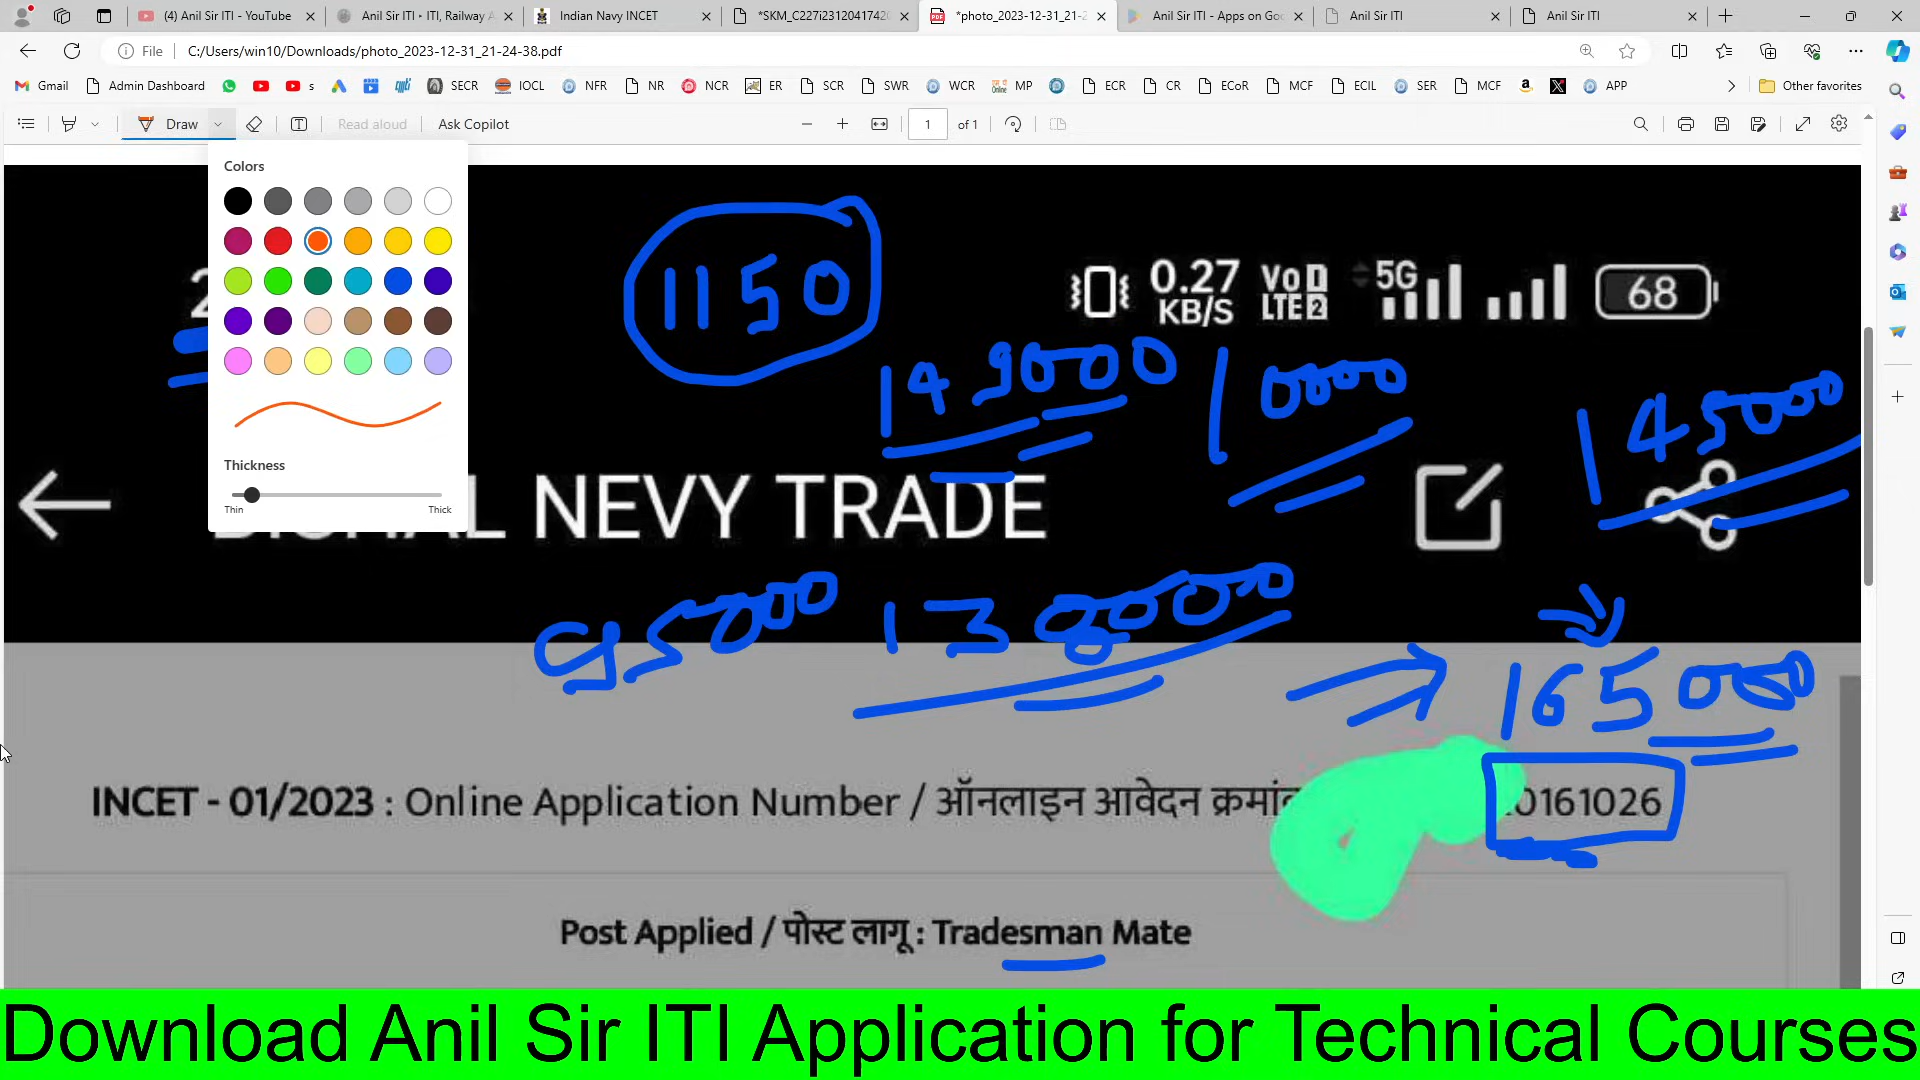 (4) Anil Sir ITI - YouTube
Anil Sir ITI • ITI, Railway A
Indian Navy INCET
*SKM_C227i2312041742
*photo_2023-12-31_21-2
Anil Sir ITI - Apps on Goo
Anil Sir ITI
Anil Sir ITI
File C:/Users/win10/Downloads/photo_2023-12-31_21-24-38.pdf
Gmail Admin Dashboard s SECR IOCL NFR NR NCR ER SCR SWR WCR MP ECR CR ECoR MCF ECIL SER MCF APP Other favorites
Draw Read aloud Ask Copilot 1 of 1
Colors
Thickness
Thin Thick
1150
0.27 KB/S Vo 1 LTE 2 5G 68
149000 10000 145000
NEVY TRADE
95000 138000
165000
INCET - 01/2023 : Online Application Number / ऑनलाइन आवेदन क्रमांक 0161026
Post Applied / पोस्ट लागू : Tradesman Mate
Download Anil Sir ITI Application for Technical Courses